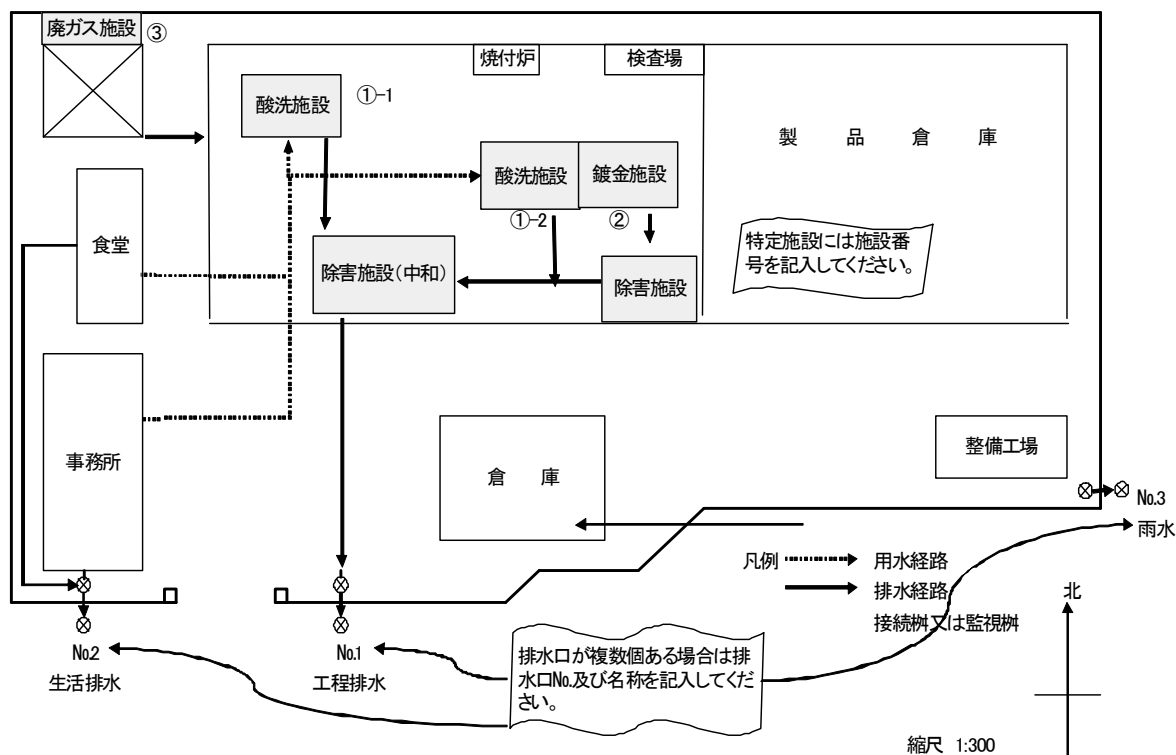 廃ガス施設
③
焼付炉
検査場
酸洗施設
①-1
製品倉庫
酸洗施設
鍍金施設
①-2
②
食堂
特定施設には施設番
号を記入してください。
除害施設(中和)
除害施設
事務所
倉庫
整備工場
No.3
雨水
凡例
用水経路
排水経路
接続桝又は監視桝
北
No.2
生活排水
No.1
工程排水
排水口が複数個ある場合は排
水口No.及び名称を記入してくだ
さい。
縮尺 1:300